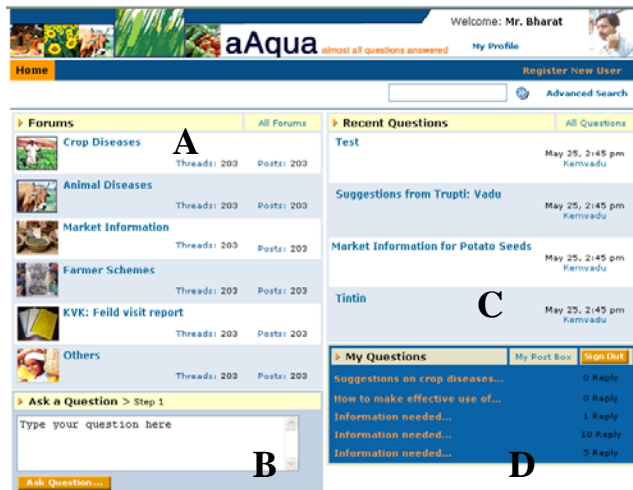 Welcome: Mr. Bharat
aAqua almost all questions answered
My Profile
Home
Register New User
Advanced Search
Forums
All Forums
A
Crop Diseases
Threads: 203 Posts: 203
Animal Diseases
Threads: 203 Posts: 203
Market Information
Threads: 203 Posts: 203
Farmer Schemes
Threads: 203 Posts: 203
KVK: Feild visit report
Threads: 203 Posts: 203
Others
Threads: 203 Posts: 203
Ask a Question > Step 1
Type your question here
B
Ask Question...
Recent Questions
All Questions
Test
May 25, 2:45 pm
Kemvadu
Suggestions from Trupti: Vadu
May 25, 2:45 pm
Kemvadu
Market Information for Potato Seeds
May 25, 2:45 pm
Kemvadu
Tintin
C
May 25, 2:45 pm
Kemvadu
My Questions
My Post Box
Sign Out
Suggestions on crop diseases... 0 Reply
How to make effective use of... 0 Reply
Information needed... 1 Reply
Information needed... 10 Reply
Information needed... 5 Reply
D